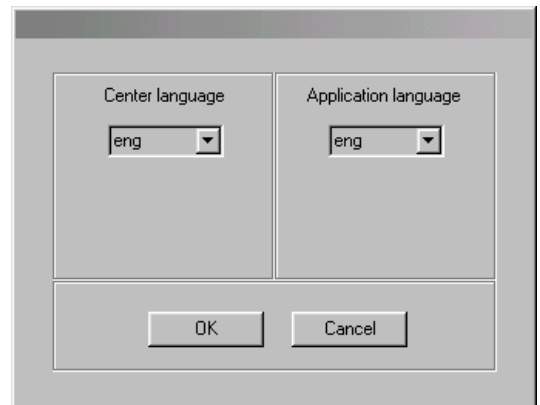 Center language
Application language
eng
eng
OK
Cancel